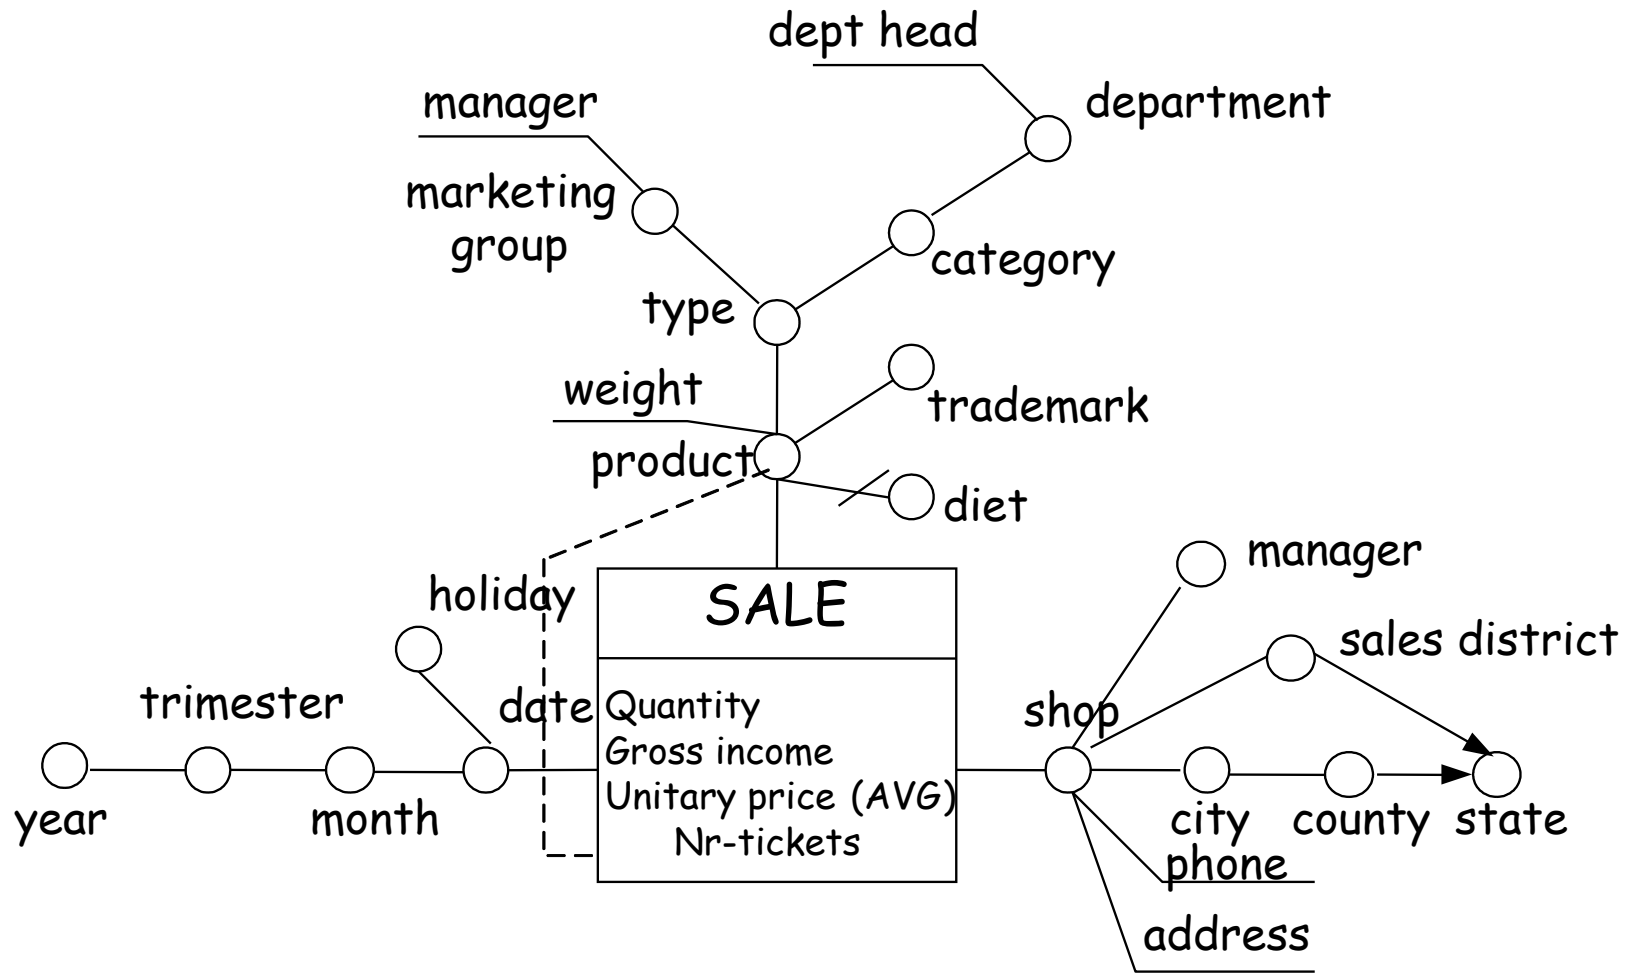 dept head
manager
department
marketing
group
category
type
weight
trademark
product
diet
manager
holiday
SALE
sales district
trimester
date
Quantity
shop
Gross income
Unitary price (AVG)
year
month
Nr-tickets
city
county
state
phone
address